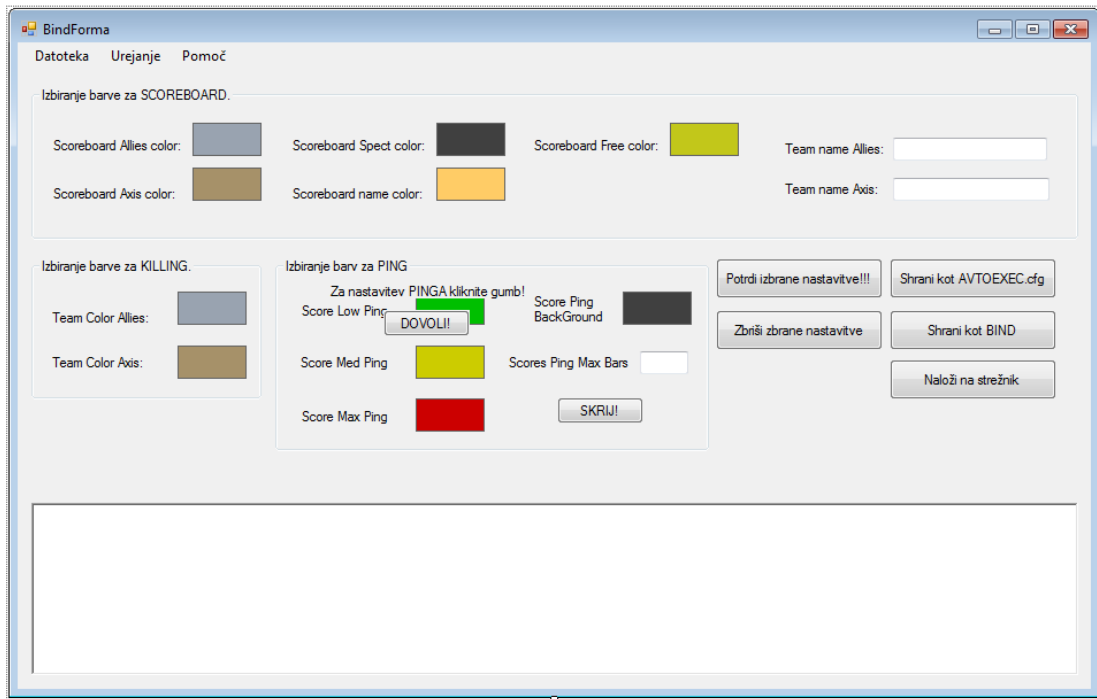 BindForma
Datoteka Urejanje Pomoč
Izbiranje barve za SCOREBOARD.
Scoreboard Allies color:
Scoreboard Spect color:
Scoreboard Free color:
Team name Allies:
Scoreboard Axis color:
Scoreboard name color:
Team name Axis:
Izbiranje barve za KILLING.
Team Color Allies:
Team Color Axis:
Izbiranje barv za PING
Za nastavitev PINGA kliknite gumb!
Score Low Ping
DOVOLI!
Score Ping
BackGround
Score Med Ping
Scores Ping Max Bars
Score Max Ping
SKRIJ!
Potrdi izbrane nastavitve!!!
Shrani kot AVTOEXEC.cfg
Zbriši zbrane nastavitve
Shrani kot BIND
Naloži na strežnik